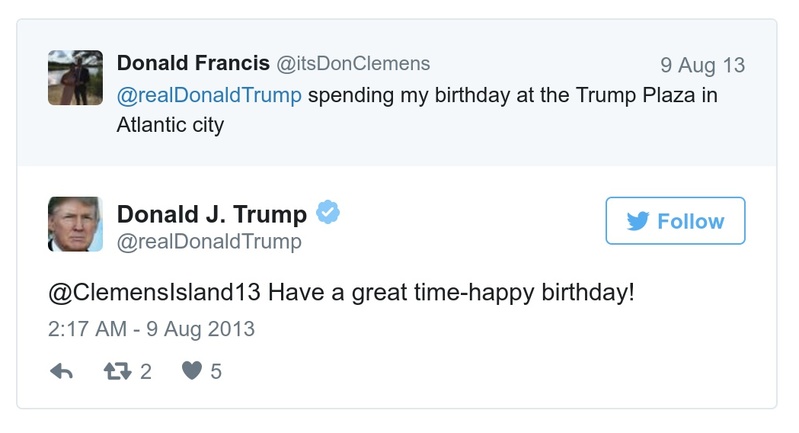 Donald Francis @itsDonClemens 9 Aug 13
@realDonaldTrump spending my birthday at the Trump Plaza in
Atlantic city
Donald J. Trump
@realDonaldTrump
Follow
@ClemensIsland13 Have a great time-happy birthday!
2:17 AM - 9 Aug 2013
2 5